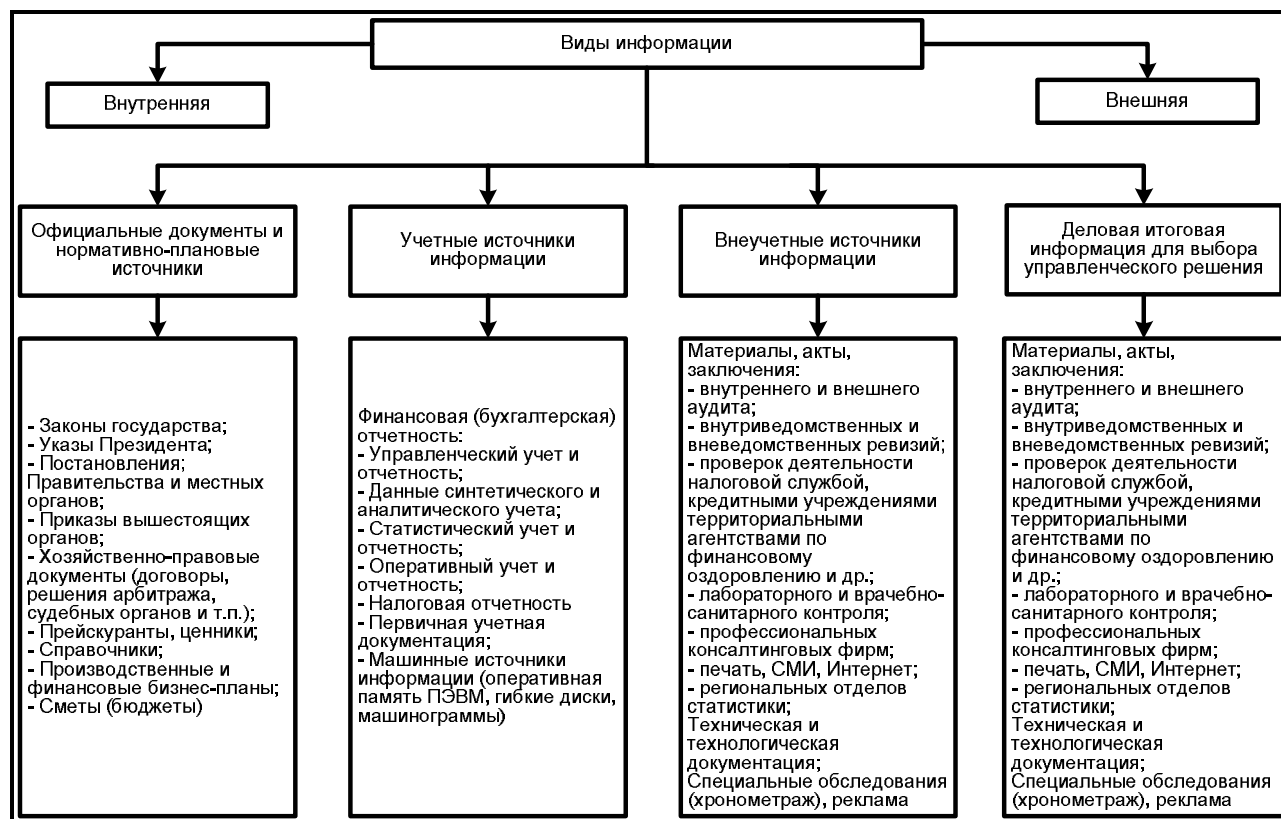 Виды информации
Внутренняя
Внешняя
Официальные документы и
нормативно-плановые
источники
Учетные источники
информации
Внеучетные источники
информации
Деловая итоговая
информация для выбора
управленческого решения
- Законы государства;
- Указы Президента;
- Постановления;
Правительства и местных
органов;
- Приказы вышестоящих
органов;
- Хозяйственно-правовые
документы (договоры,
решения арбитража,
судебных органов и т.п.);
- Прейскуранты, ценники;
- Справочники;
- Производственные и
финансовые бизнес-планы;
- Сметы (бюджеты)
Финансовая (бухгалтерская)
отчетность:
- Управленческий учет и
отчетность;
- Данные синтетического и
аналитического учета;
- Статистический учет и
отчетность;
- Оперативный учет и
отчетность;
- Налоговая отчетность
- Первичная учетная
документация;
- Машинные источники
информации (оперативная
память ПЭВМ, гибкие диски,
машинограммы)
Материалы, акты,
заключения:
- внутреннего и внешнего
аудита;
- внутриведомственных и
вневедомственных ревизий;
- проверок деятельности
налоговой службой,
кредитными учреждениями
территориальными
агентствами по
финансовому
оздоровлению и др.;
- лабораторного и врачебно-
санитарного контроля;
- профессиональных
консалтинговых фирм;
- печать, СМИ, Интернет;
- региональных отделов
статистики;
Техническая и
технологическая
документация;
Специальные обследования
(хронометраж), реклама
Материалы, акты,
заключения:
- внутреннего и внешнего
аудита;
- внутриведомственных и
вневедомственных ревизий;
- проверок деятельности
налоговой службой,
кредитными учреждениями
территориальными
агентствами по
финансовому оздоровлению
и др.;
- лабораторного и врачебно-
санитарного контроля;
- профессиональных
консалтинговых фирм;
- печать, СМИ, Интернет;
- региональных отделов
статистики;
Техническая и
технологическая
документация;
Специальные обследования
(хронометраж), реклама